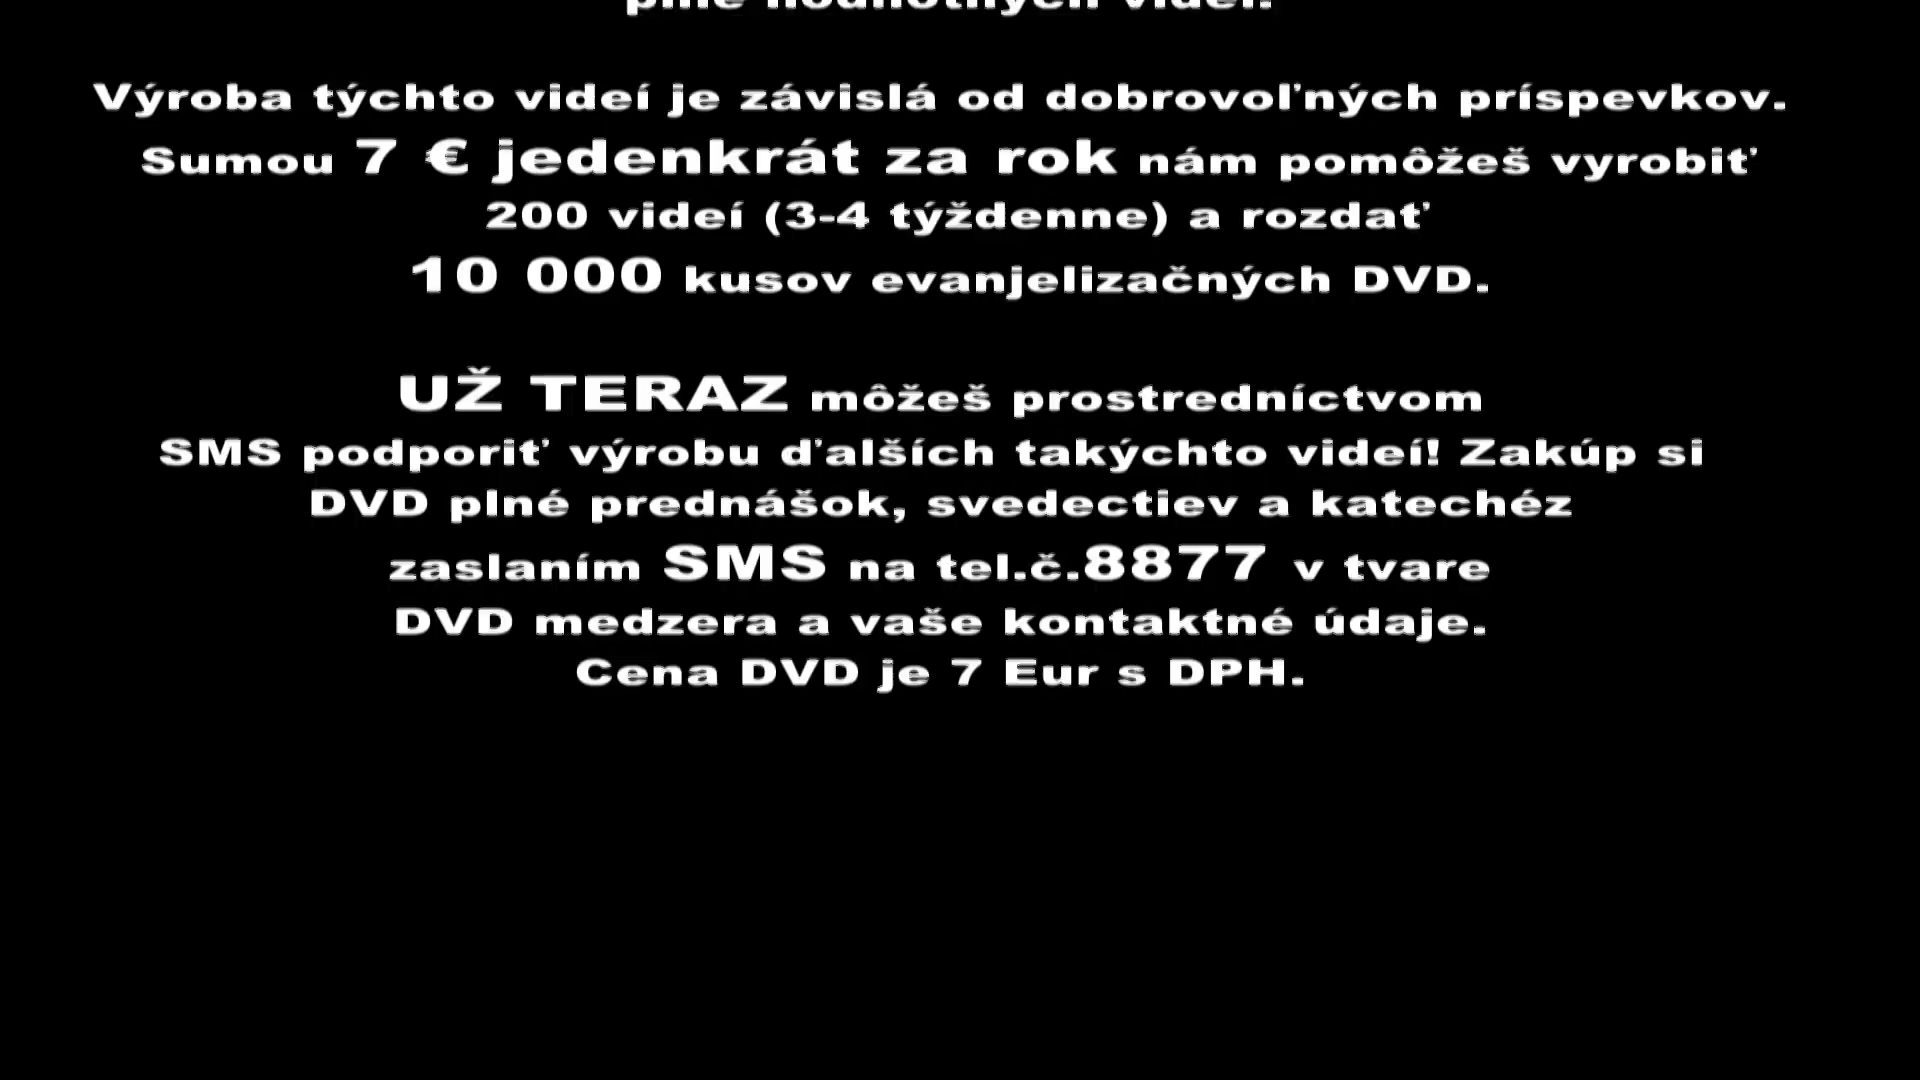 plné hodnotných videí.
Výroba týchto videí je závislá od dobrovoľných príspevkov.
Sumou 7 € jedenkrát za rok nám pomôžeš vyrobiť
200 videí (3-4 týždenne) a rozdať
10 000 kusov evanjelizačných DVD.
UŽ TERAZ môžeš prostredníctvom
SMS podporiť výrobu ďalších takýchto videí! Zakúp si
DVD plné prednášok, svedectiev a katechéz
zaslaním SMS na tel.č.8877 v tvare
DVD medzera a vaše kontaktné údaje.
Cena DVD je 7 Eur s DPH.